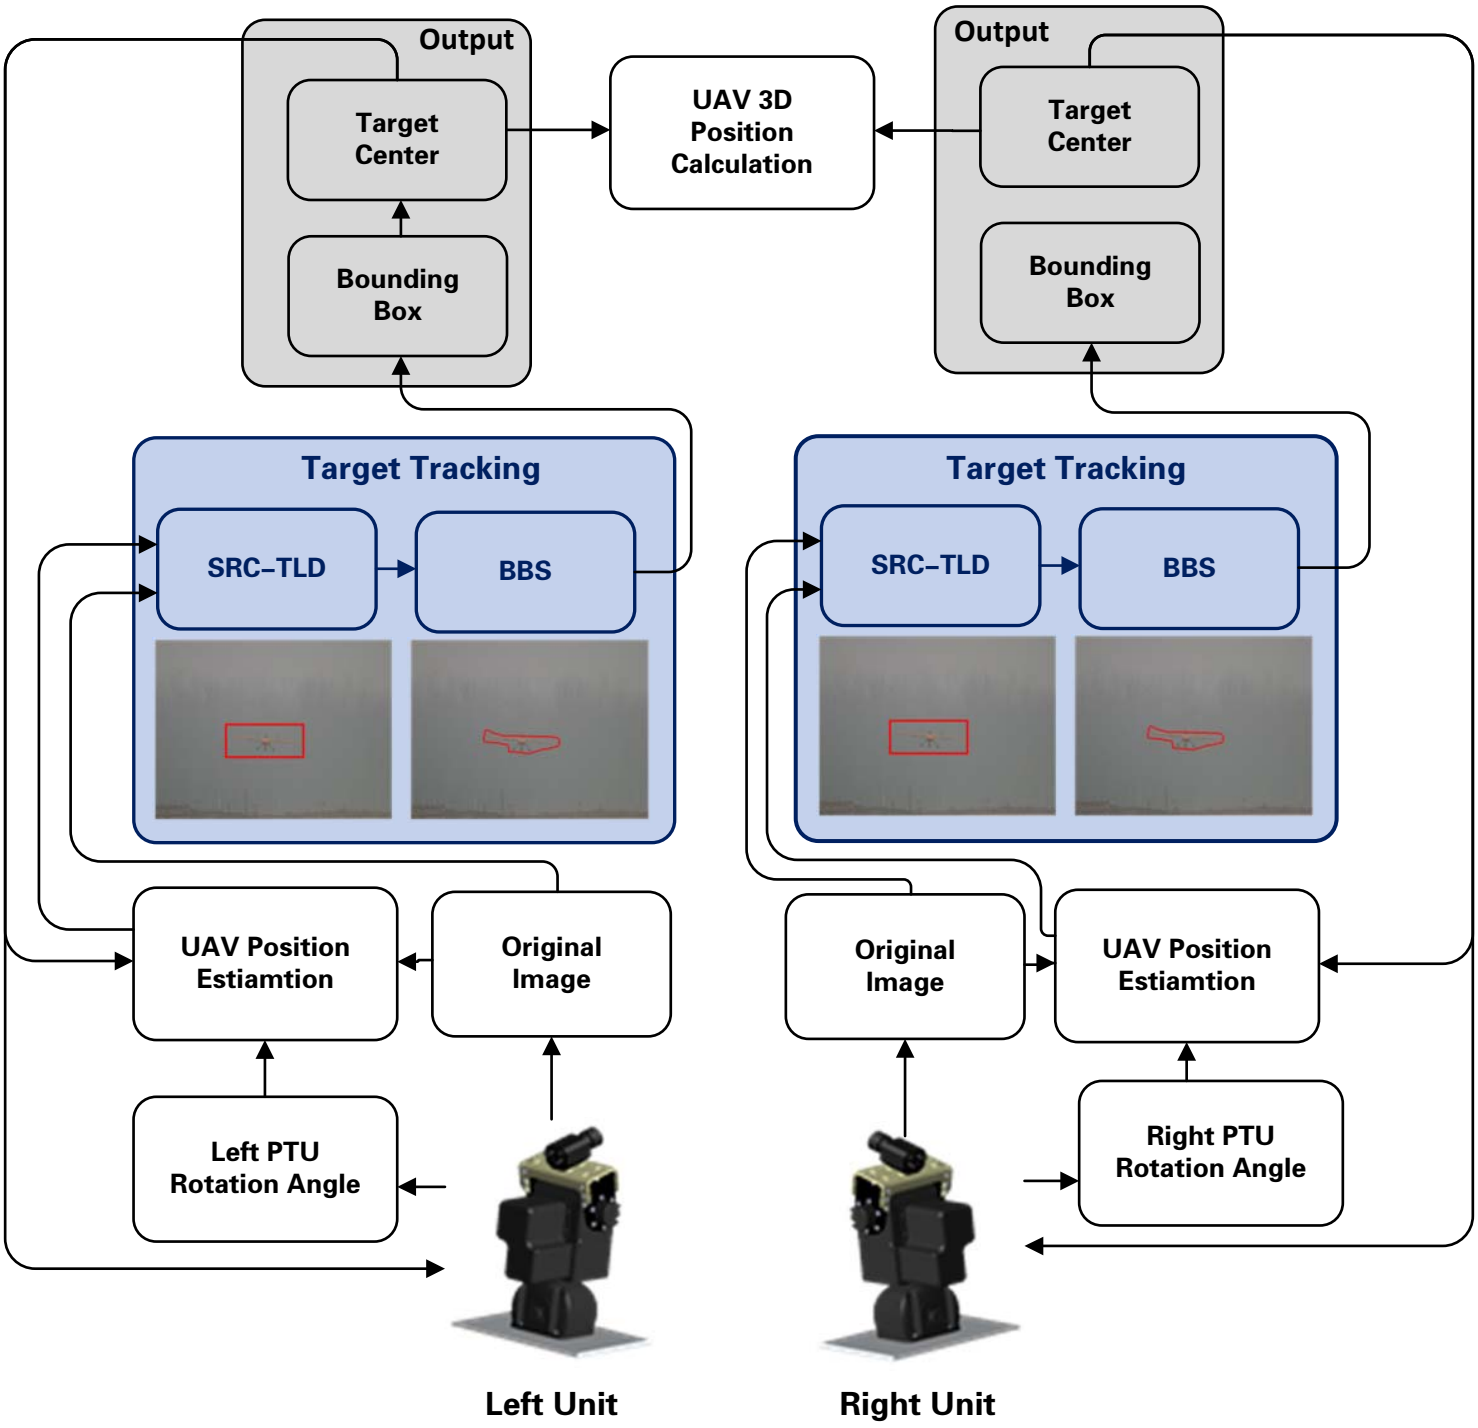 Output
Target
Center
Bounding
Box
UAV 3D
Position
Calculation
Output
Target
Center
Bounding
Box
Target Tracking
SRC–TLD
BBS
Target Tracking
SRC–TLD
BBS
UAV Position
Estiamtion
Original
Image
Original
Image
UAV Position
Estiamtion
Left PTU
Rotation Angle
Right PTU
Rotation Angle
Left Unit
Right Unit